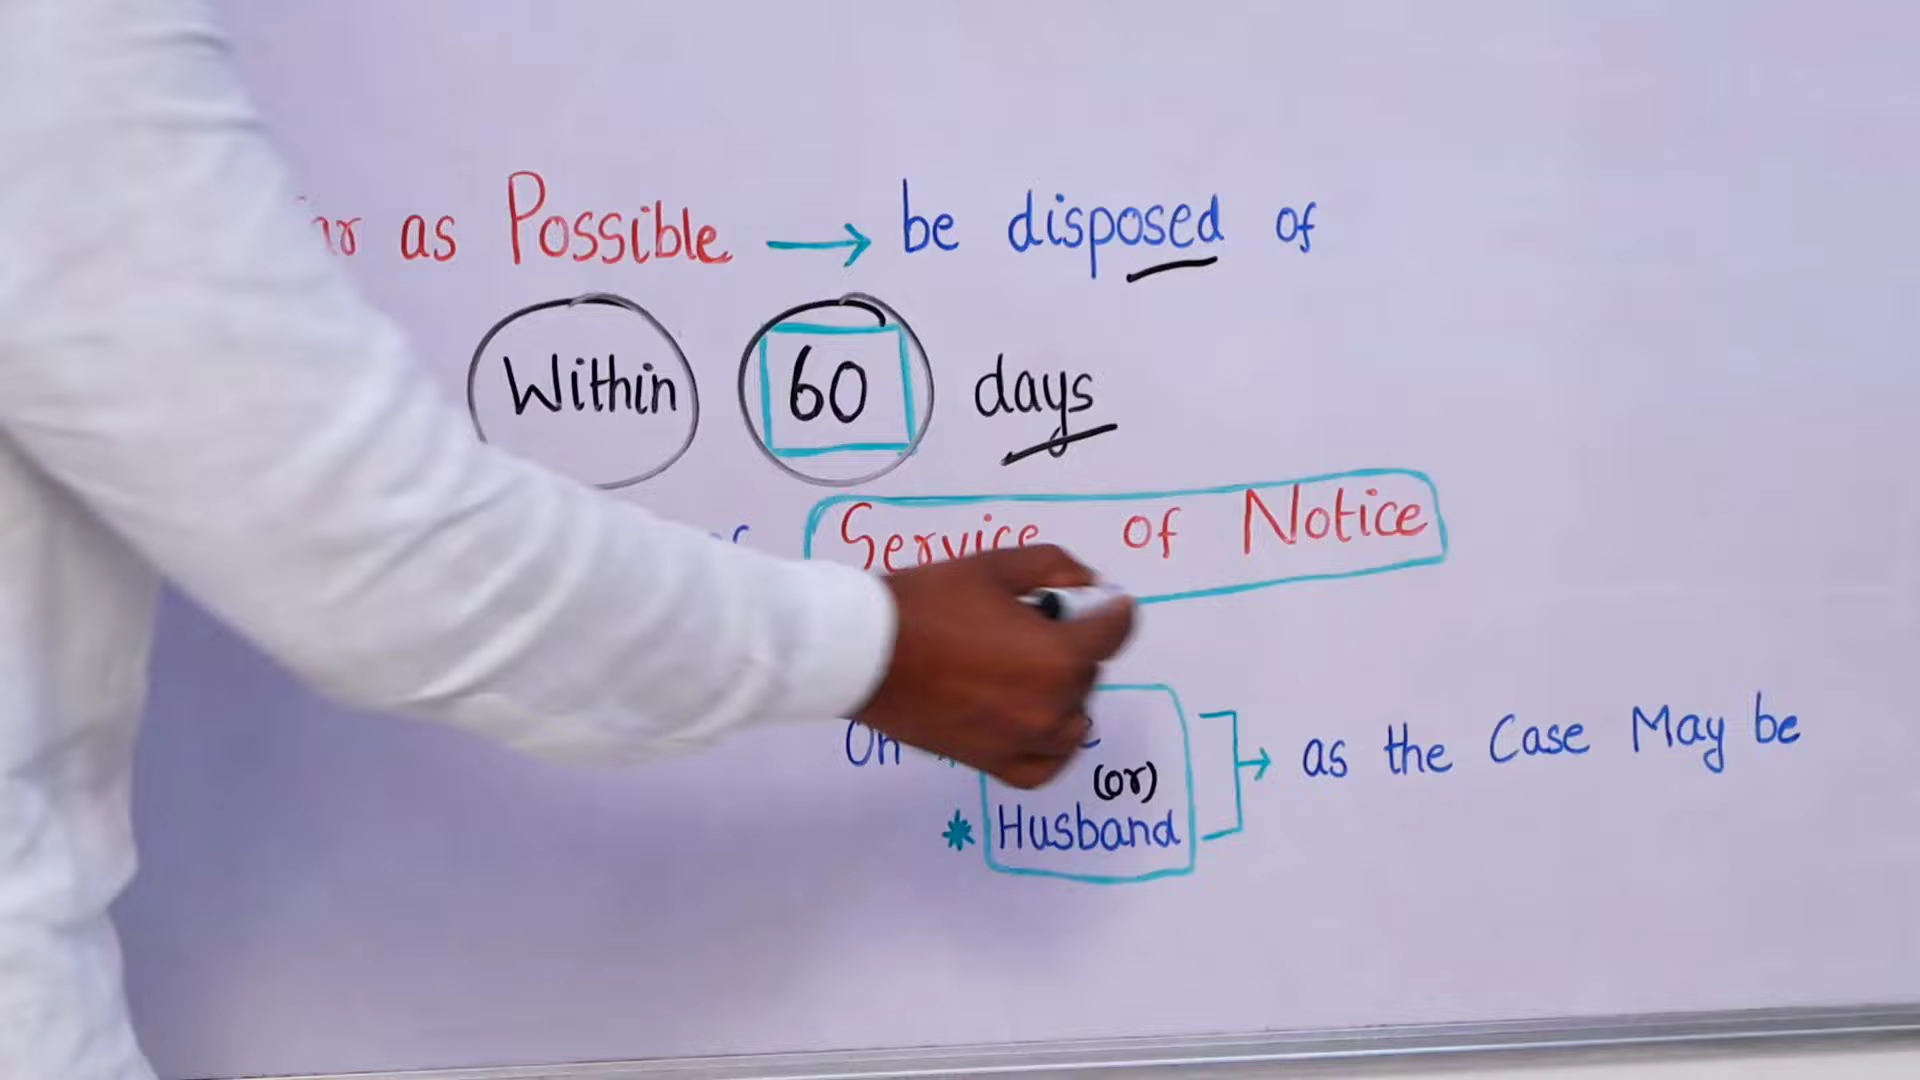 as Possible → be disposed of
Within 60 days
Service of Notice
On *
(or)
* Husband → as the Case May be